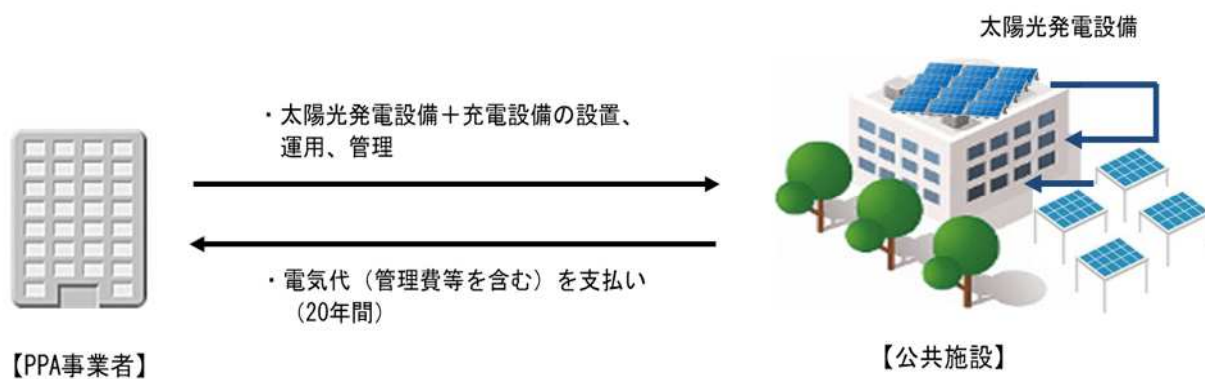 太陽光発電設備
・太陽光発電設備＋充電設備の設置、
運用、管理
・電気代（管理費等を含む）を支払い
（20年間）
【PPA事業者】
【公共施設】